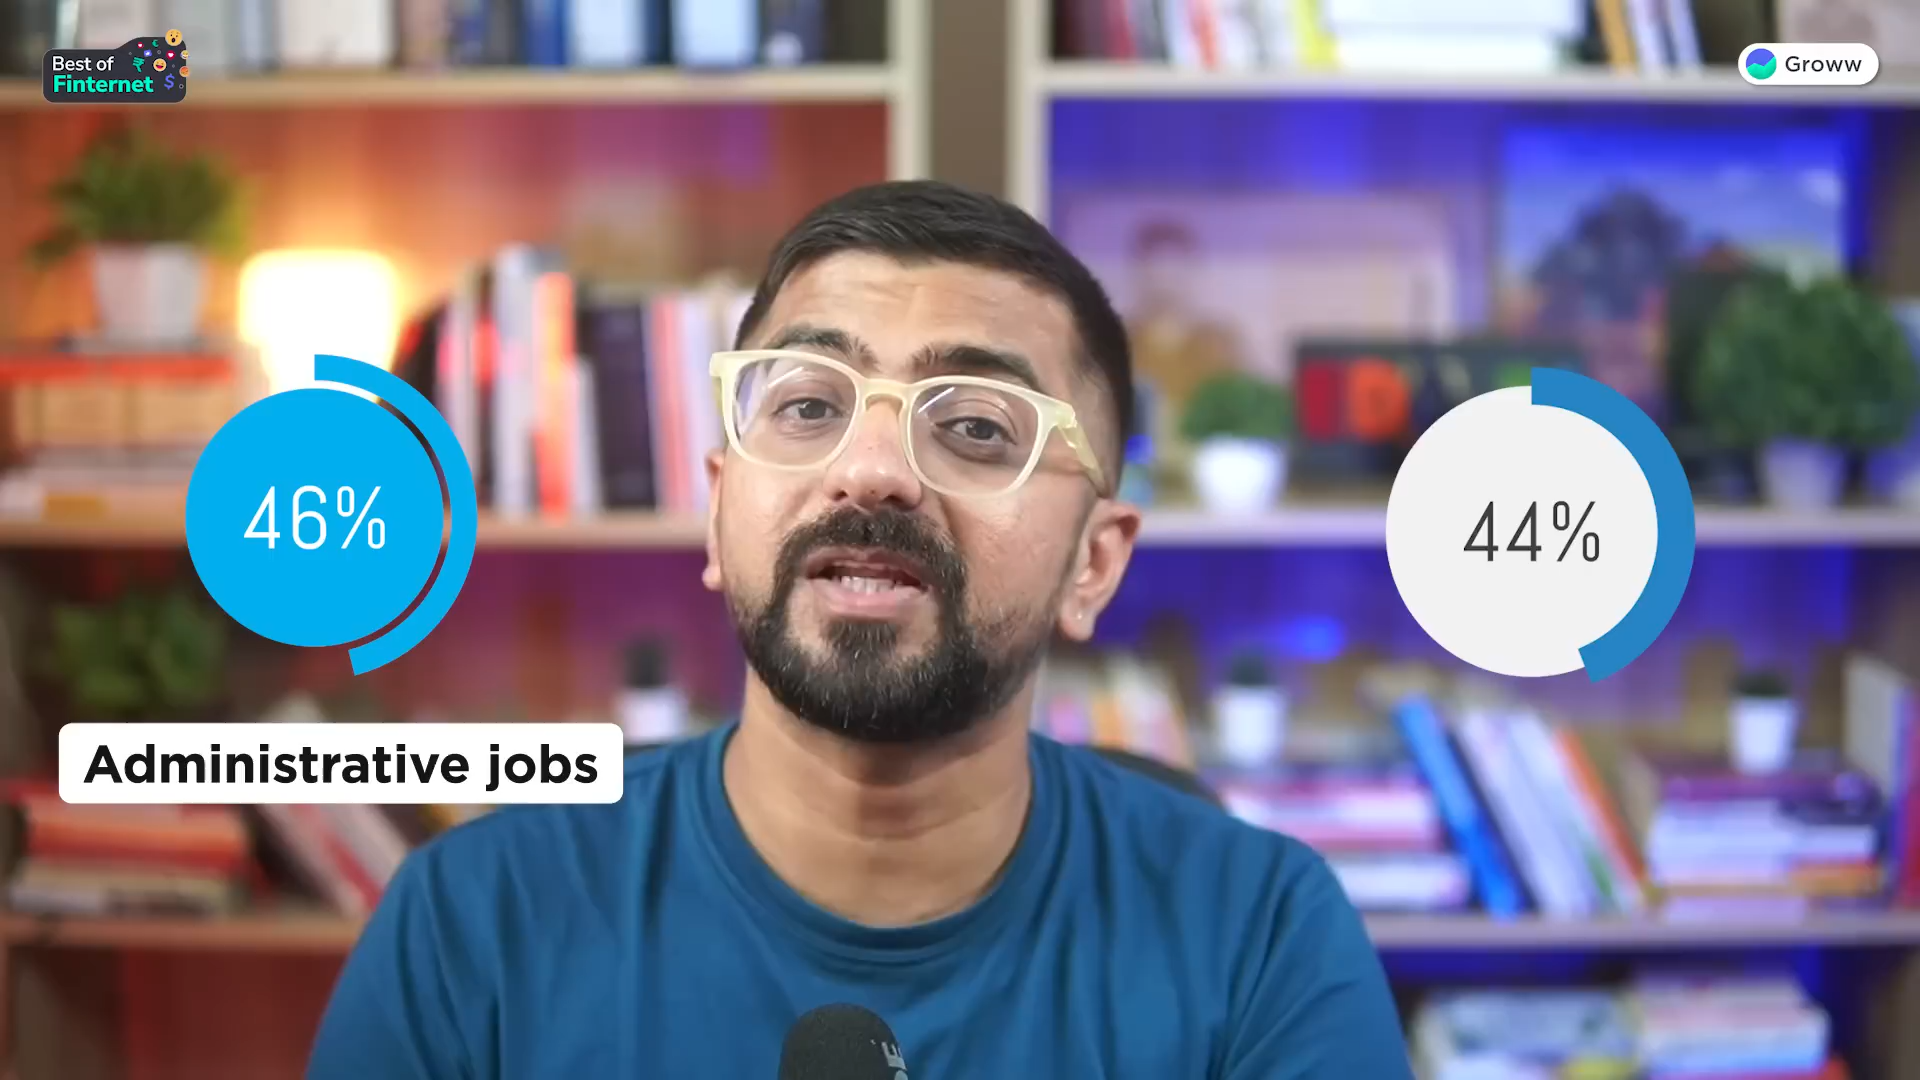 Best of
Finternet
Groww
46%
44%
Administrative jobs